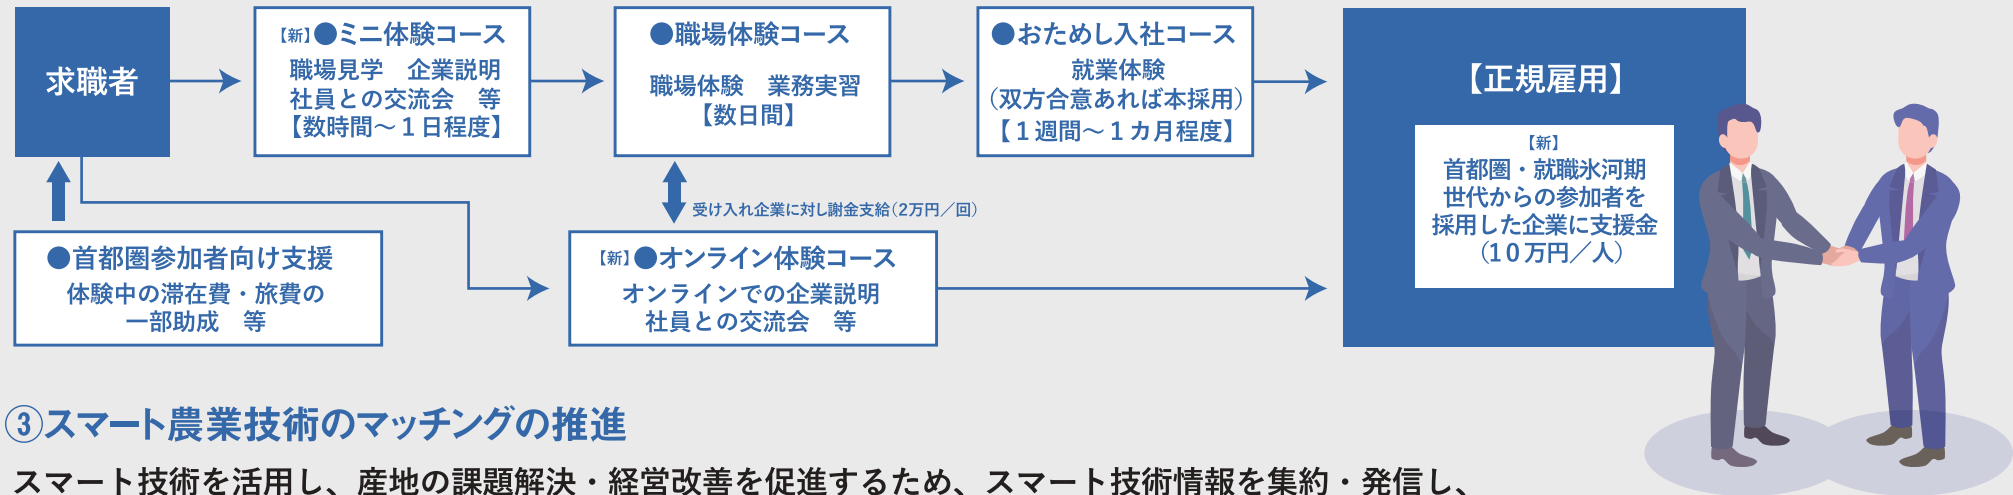 求職者
【新】●ミニ体験コース
職場見学　企業説明
社員との交流会　等
【数時間～１日程度】
●職場体験コース
職場体験　業務実習
【数日間】
●おためし入社コース
就業体験
（双方合意あれば本採用）
【１週間～１カ月程度】
【正規雇用】
【新】
首都圏・就職氷河期
世代からの参加者を
採用した企業に支援金
（10万円／人）
受け入れ企業に対し謝金支給（2万円／回）
●首都圏参加者向け支援
体験中の滞在費・旅費の
一部助成　等
【新】●オンライン体験コース
オンラインでの企業説明
社員との交流会　等
③スマート農業技術のマッチングの推進
スマート技術を活用し、産地の課題解決・経営改善を促進するため、スマート技術情報を集約・発信し、